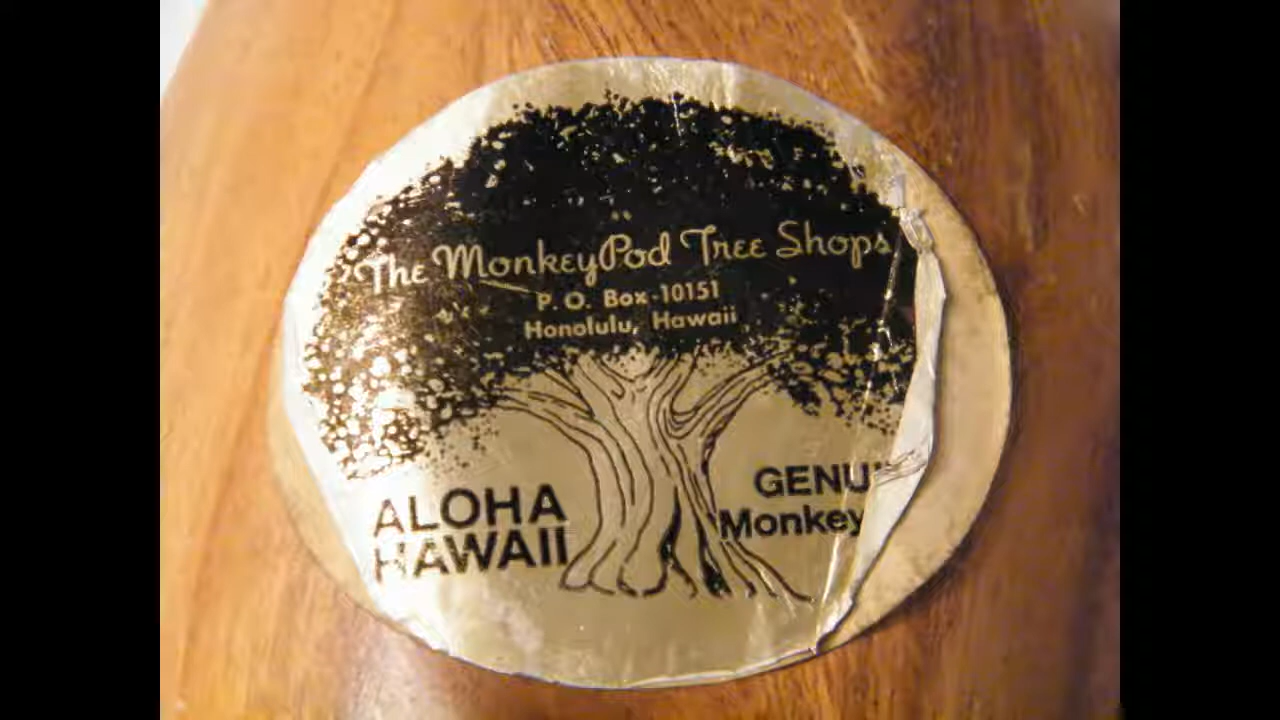 The MonkeyPod Tree Shops
P. O. Box 10151
Honolulu, Hawaii
ALOHA
HAWAII
GENU
Monkey